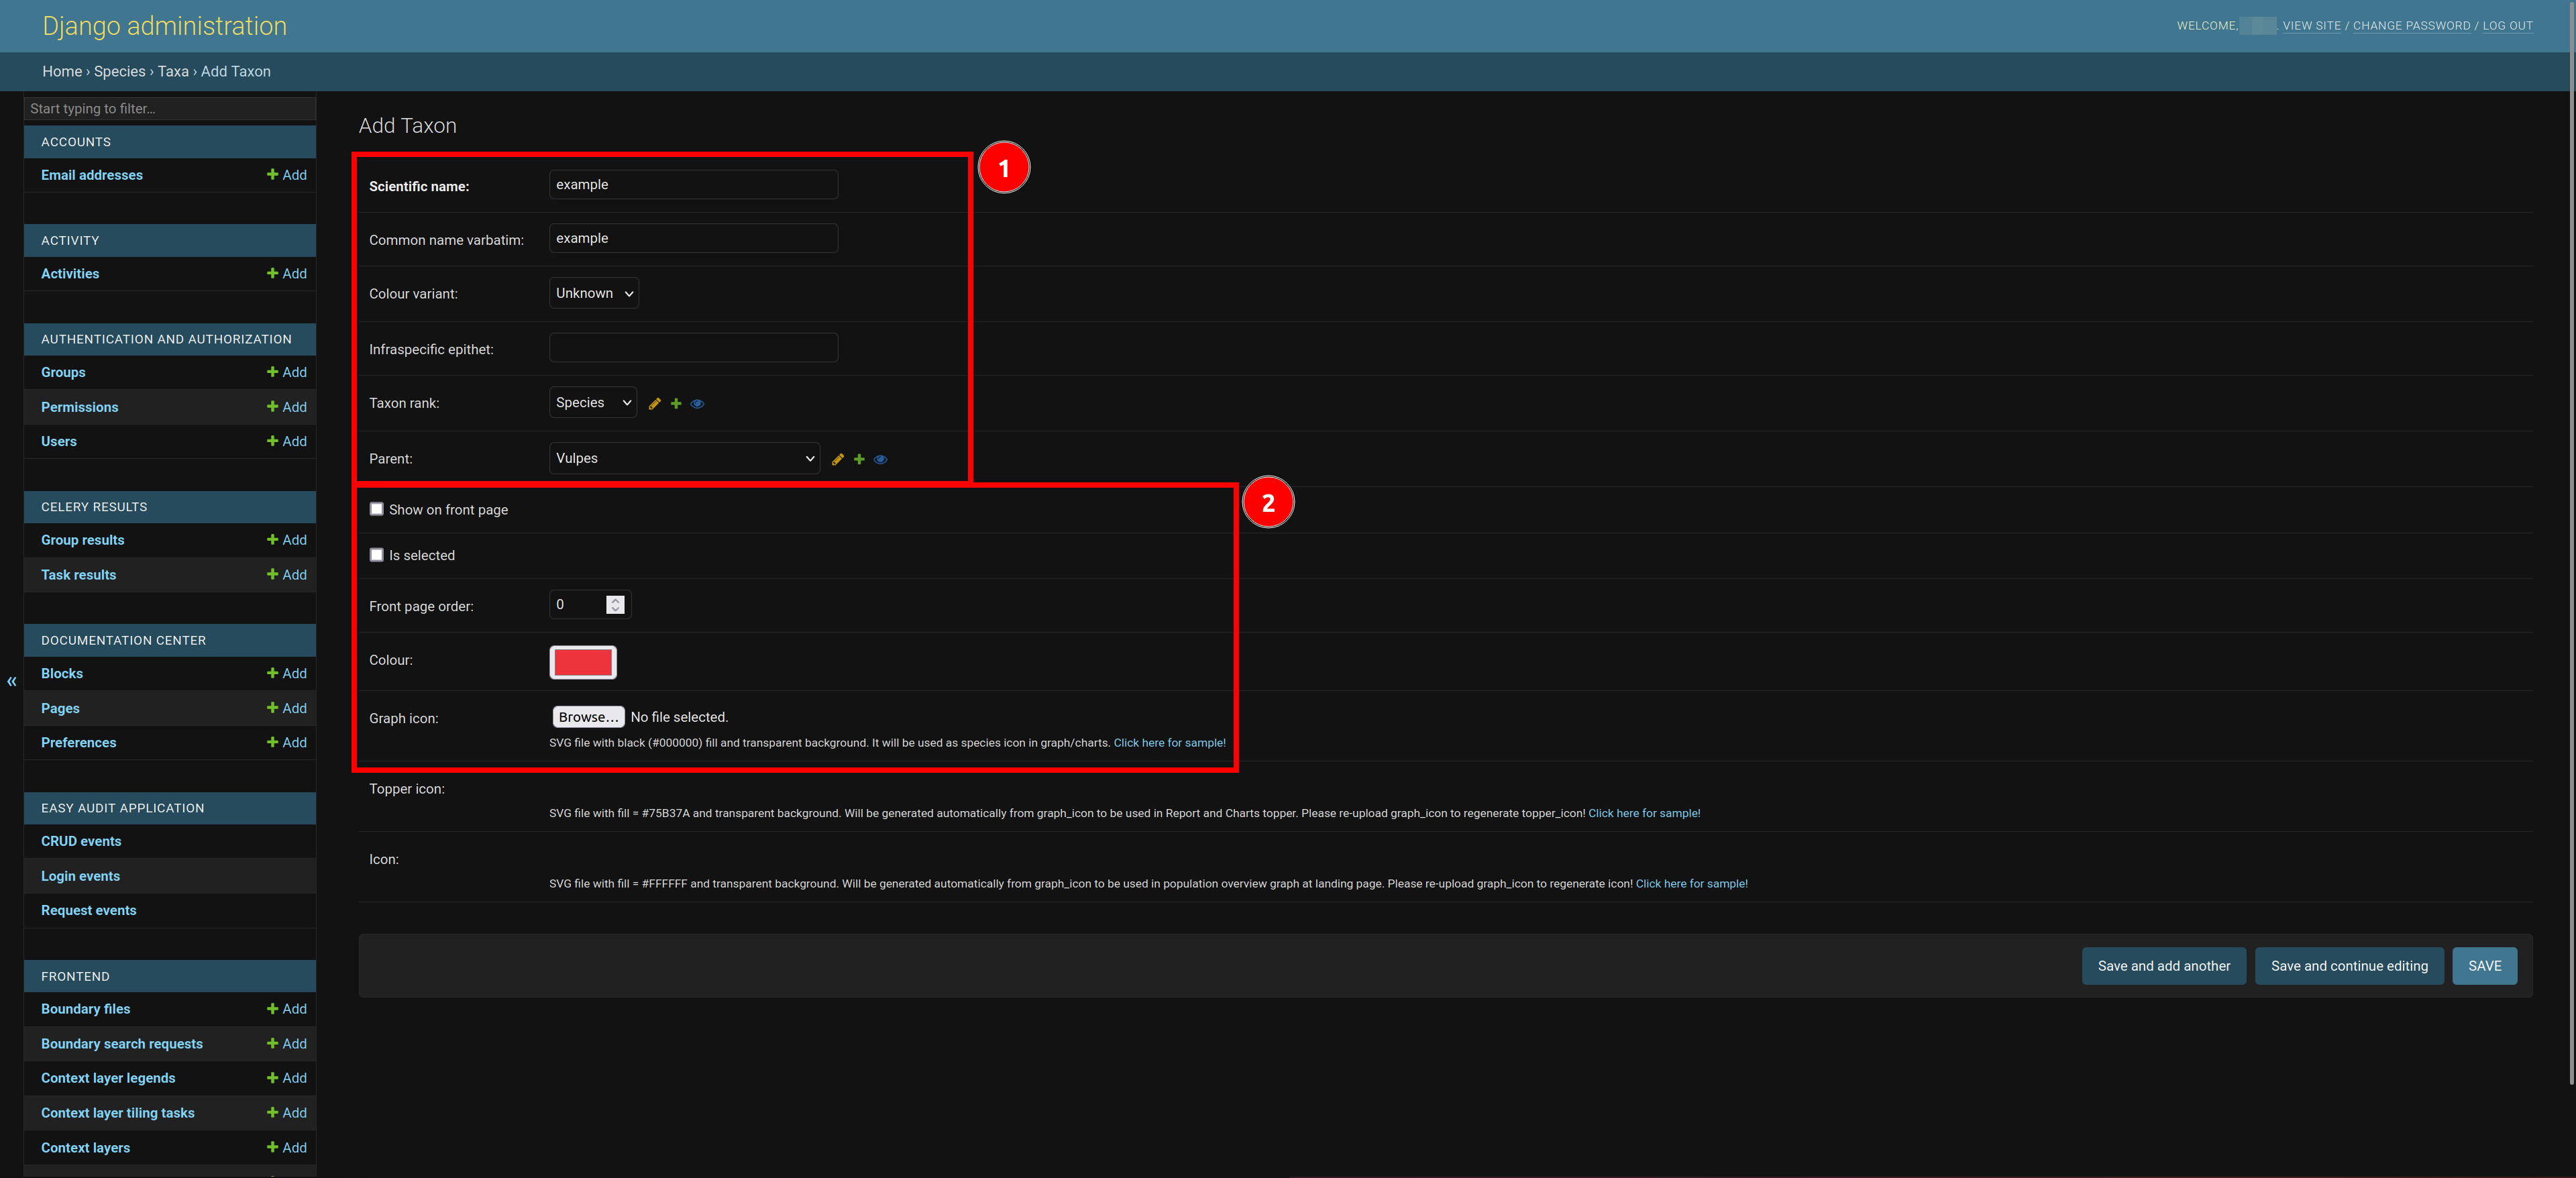 Django administration
WELCOME, . VIEW SITE / CHANGE PASSWORD / LOG OUT
Home › Species › Taxa › Add Taxon
Start typing to filter...
ACCOUNTS
Email addresses + Add
ACTIVITY
Activities + Add
AUTHENTICATION AND AUTHORIZATION
Groups + Add
Permissions + Add
Users + Add
CELERY RESULTS
Group results + Add
Task results + Add
DOCUMENTATION CENTER
Blocks + Add
Pages + Add
Preferences + Add
EASY AUDIT APPLICATION
CRUD events
Login events
Request events
FRONTEND
Boundary files + Add
Boundary search requests + Add
Context layer legends + Add
Context layer tiling tasks + Add
Context layers + Add
«
Add Taxon
1
Scientific name: example
Common name varbatim: example
Colour variant: Unknown
Infraspecific epithet:
Taxon rank: Species
Parent: Vulpes
2
Show on front page
Is selected
Front page order: 0
Colour:
Graph icon: Browse... No file selected.
SVG file with black (#000000) fill and transparent background. It will be used as species icon in graph/charts. Click here for sample!
Topper icon:
SVG file with fill = #75B37A and transparent background. Will be generated automatically from graph_icon to be used in Report and Charts topper. Please re-upload graph_icon to regenerate topper_icon! Click here for sample!
Icon:
SVG file with fill = #FFFFFF and transparent background. Will be generated automatically from graph_icon to be used in population overview graph at landing page. Please re-upload graph_icon to regenerate icon! Click here for sample!
Save and add another Save and continue editing SAVE